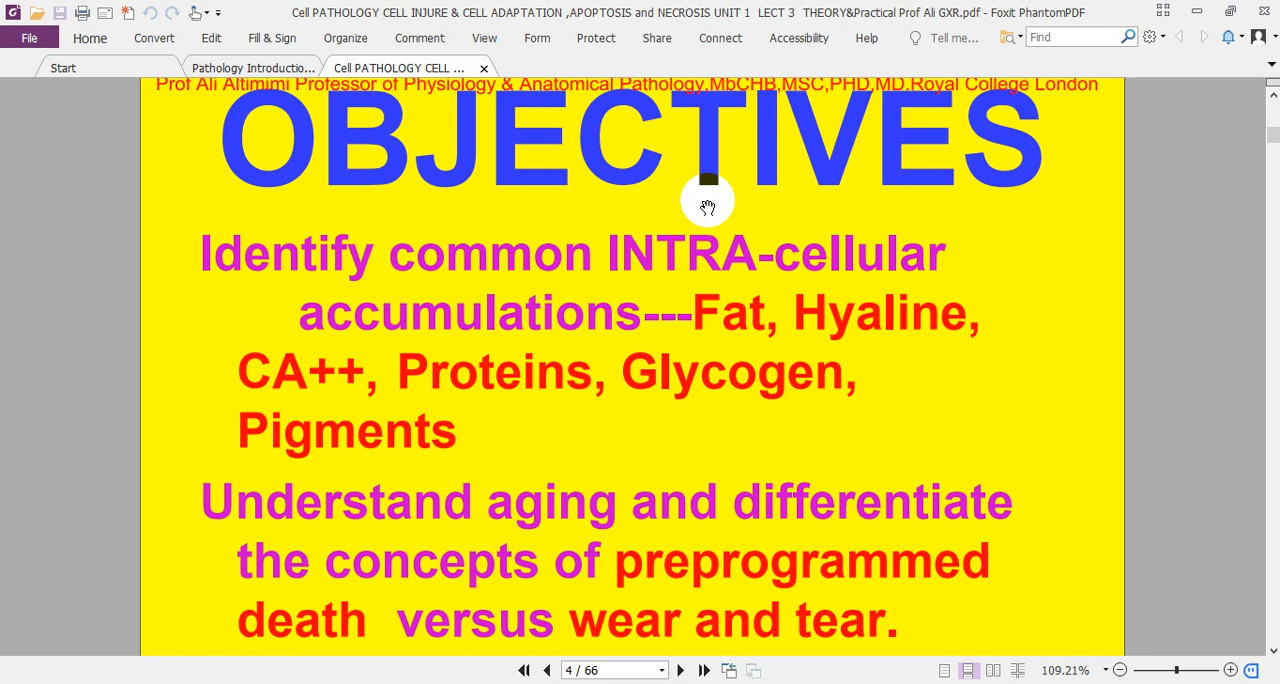 Cell PATHOLOGY CELL INJURE & CELL ADAPTATION ,APOPTOSIS and NECROSIS UNIT 1 LECT 3 THEORY&Practical Prof Ali GXR.pdf - Foxit PhantomPDF
File Home Convert Edit Fill & Sign Organize Comment View Form Protect Share Connect Accessibility Help Tell me... Find
Start Pathology Introductio... Cell PATHOLOGY CELL ...
Prof Ali Altimimi Professor of Physiology & Anatomical Pathology,MbCHB,MSC,PHD,MD.Royal College London
OBJECTIVES
Identify common INTRA-cellular
accumulations---Fat, Hyaline,
CA++, Proteins, Glycogen,
Pigments
Understand aging and differentiate
the concepts of preprogrammed
death versus wear and tear.
4 / 66 109.21%